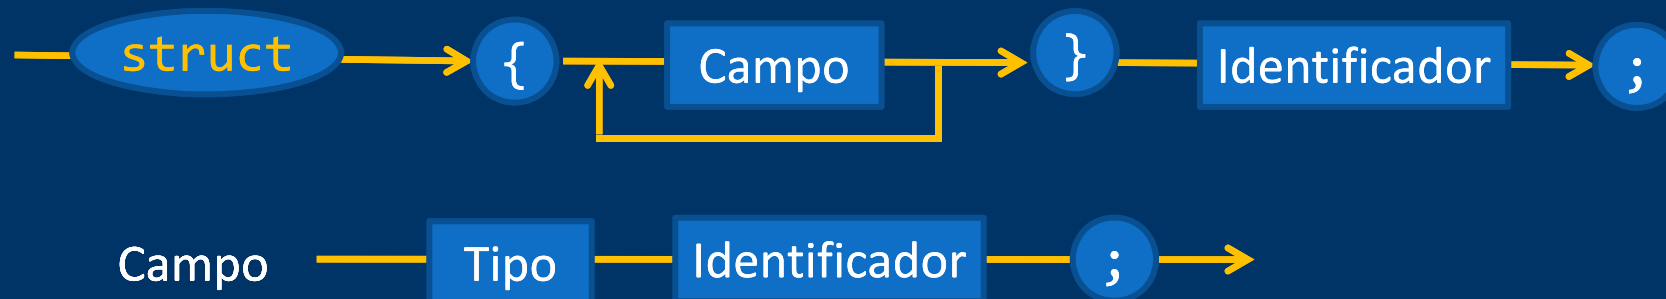 struct { Campo } Identificador ;
Campo Tipo Identificador ;